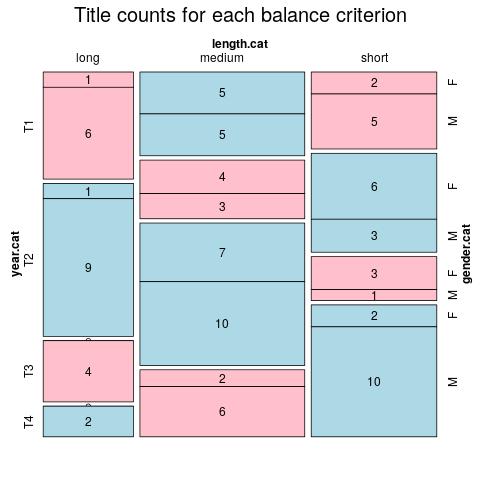 Title counts for each balance criterion
length.cat
long medium short
year.cat
T1
T2
T3
T4
1
6
1
9
4
2
5
5
4
3
7
10
2
6
2
5
6
3
3
1
2
10
F
M
F
M
F
M
F
M
gender.cat